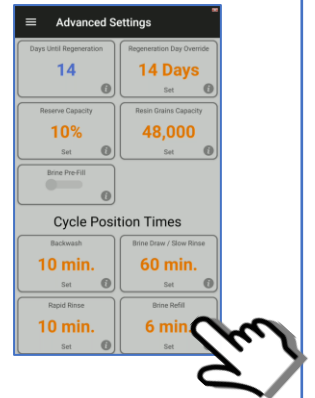 Advanced Settings
Days Until Regeneration
14
Regeneration Day Override
14 Days
Set
Reserve Capacity
10%
Set
Resin Grains Capacity
48,000
Set
Brine Pre-Fill
Cycle Position Times
Backwash
10 min.
Set
Brine Draw / Slow Rinse
60 min.
Set
Rapid Rinse
10 min.
Set
Brine Refill
6 min.
Set